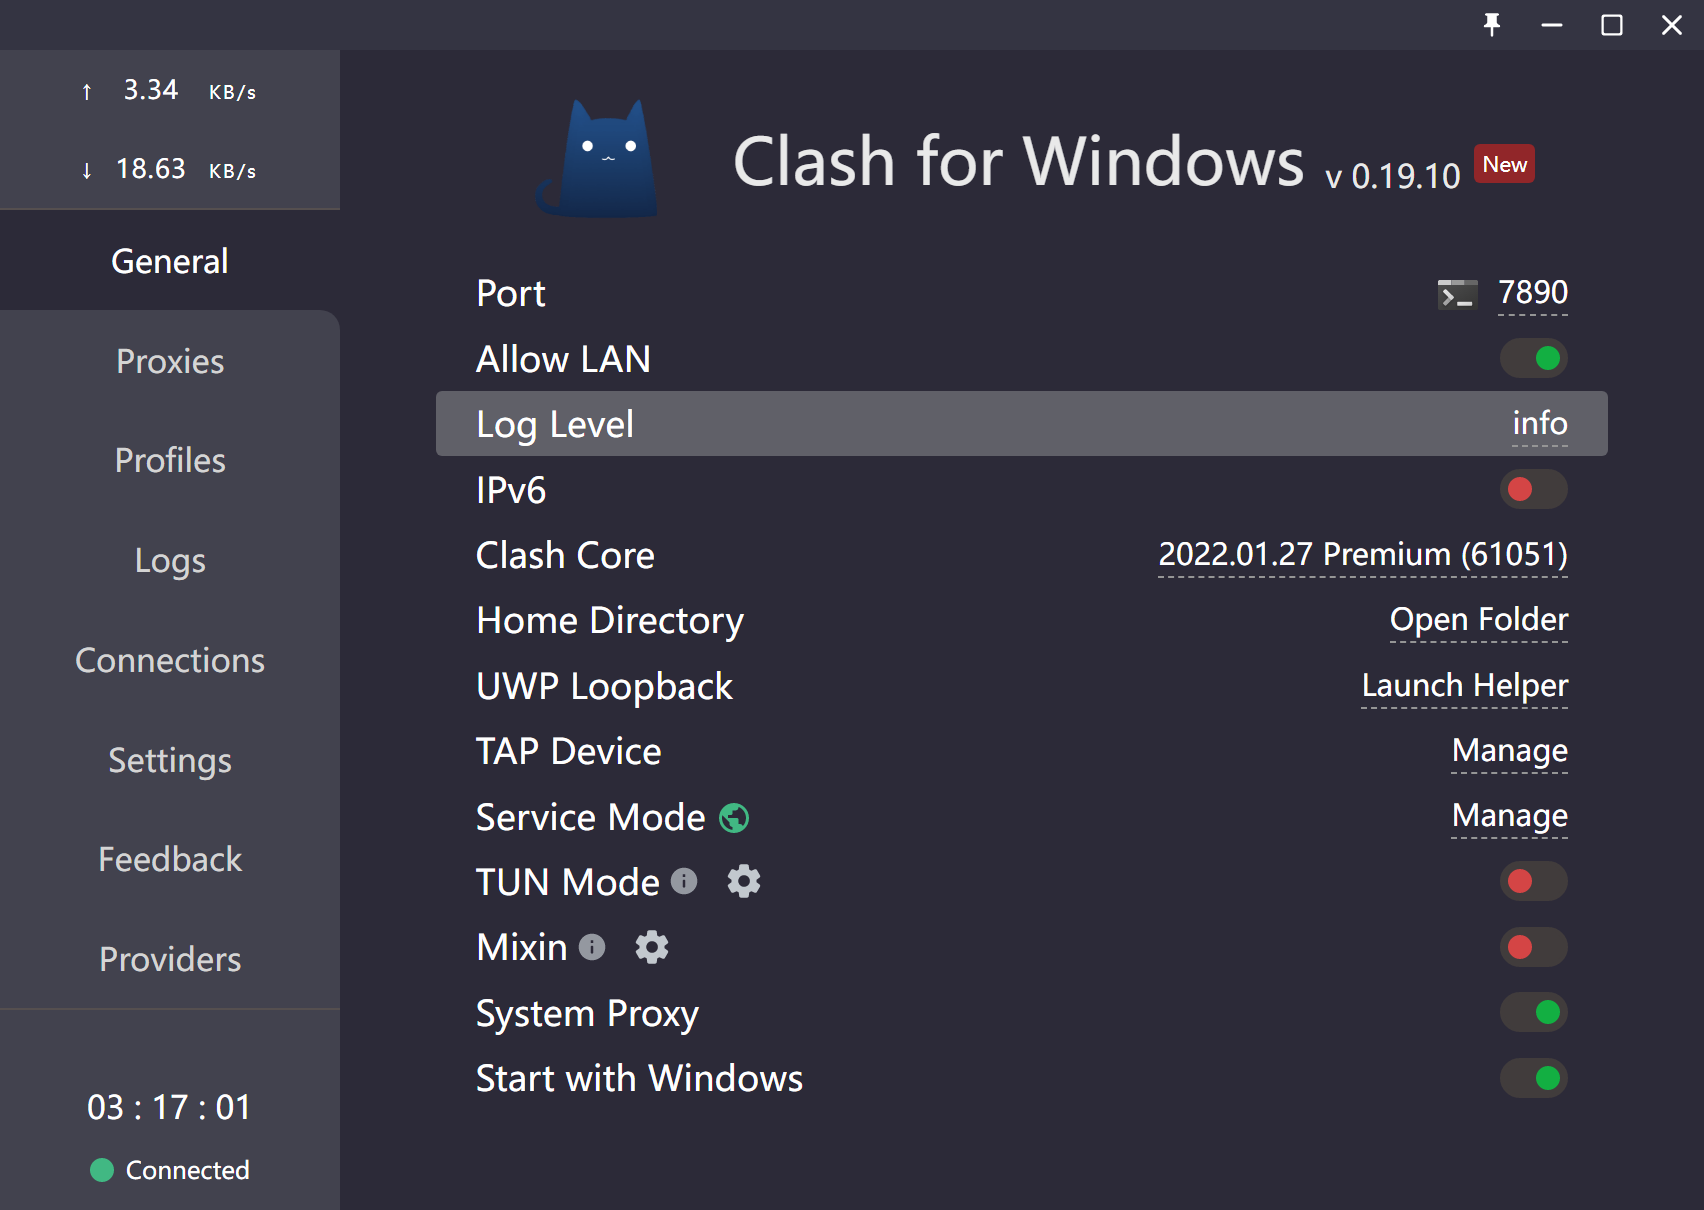 ↑ 3.34 KB/s
↓ 18.63 KB/s
General
Proxies
Profiles
Logs
Connections
Settings
Feedback
Providers
03 : 17 : 01
Connected
Clash for Windows v 0.19.10 New
Port 7890
Allow LAN
Log Level info
IPv6
Clash Core 2022.01.27 Premium (61051)
Home Directory Open Folder
UWP Loopback Launch Helper
TAP Device Manage
Service Mode Manage
TUN Mode
Mixin
System Proxy
Start with Windows